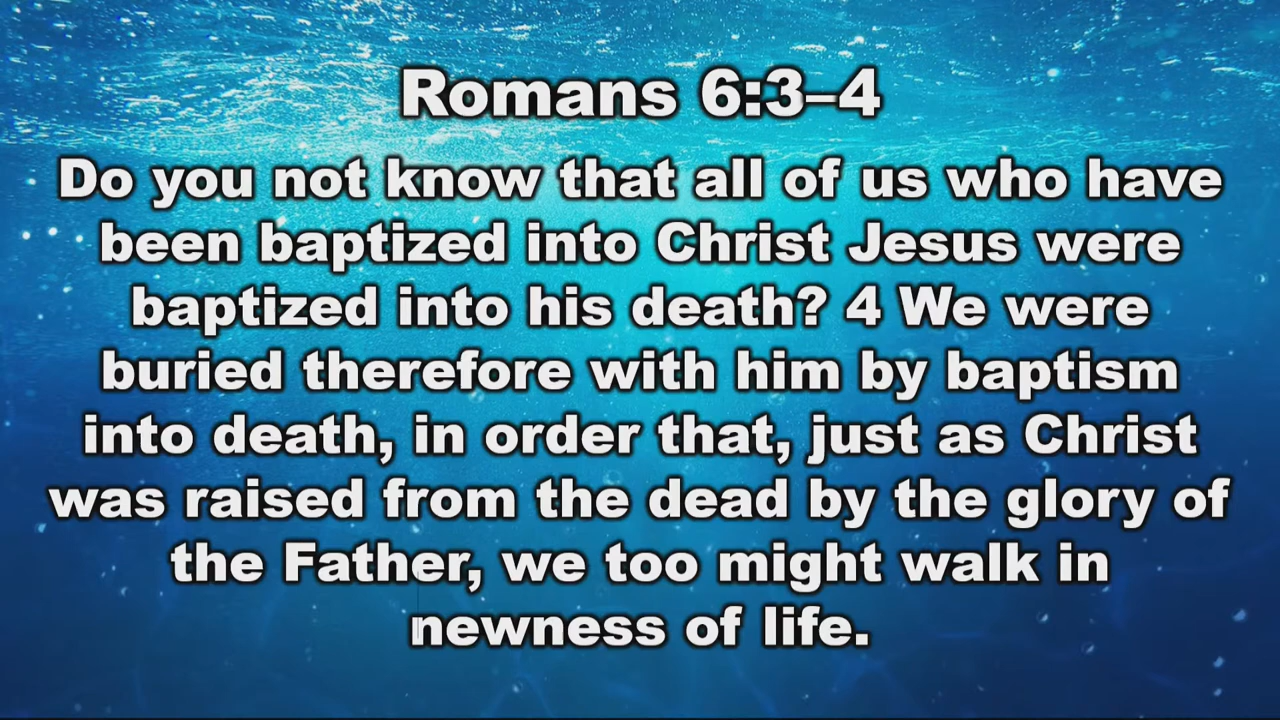 Romans 6:3–4
Do you not know that all of us who have
been baptized into Christ Jesus were
baptized into his death? 4 We were
buried therefore with him by baptism
into death, in order that, just as Christ
was raised from the dead by the glory of
the Father, we too might walk in
newness of life.